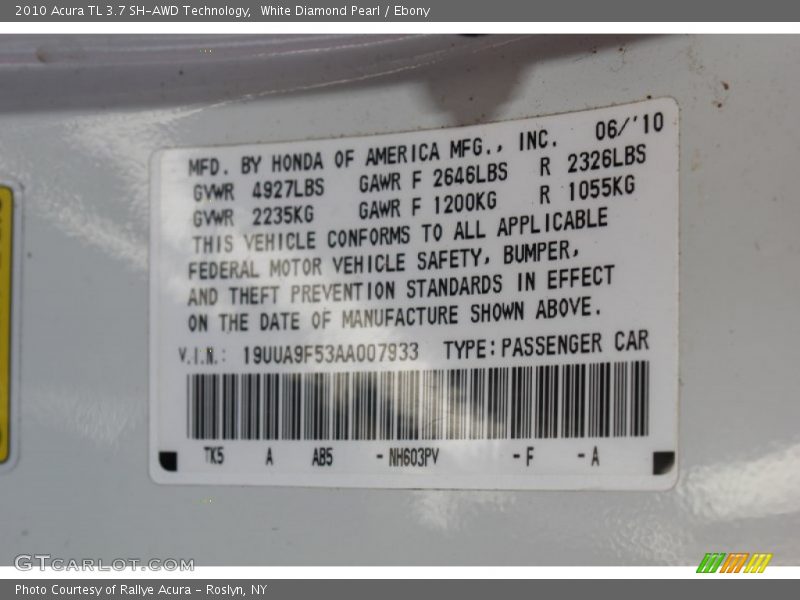 2010 Acura TL 3.7 SH-AWD Technology,  White Diamond Pearl / Ebony
MFD. BY HONDA OF AMERICA MFG., INC. 06/'10
GVWR 4927LBS GAWR F 2646LBS R 2326LBS
GVWR 2235KG GAWR F 1200KG R 1055KG
THIS VEHICLE CONFORMS TO ALL APPLICABLE
FEDERAL MOTOR VEHICLE SAFETY, BUMPER,
AND THEFT PREVENTION STANDARDS IN EFFECT
ON THE DATE OF MANUFACTURE SHOWN ABOVE.
V.I.N.: 19UUA9F53AA007933 TYPE:PASSENGER CAR
TK5 A AB5 -NH603PV -F -A
GTCARLOT.COM
Photo Courtesy of Rallye Acura - Roslyn, NY